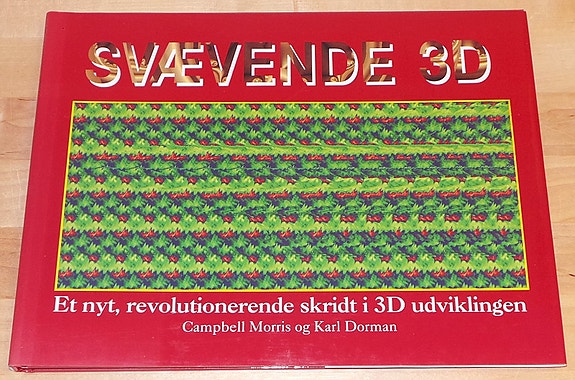 SVÆVENDE 3D
Et nyt, revolutionerende skridt i 3D udviklingen
Campbell Morris og Karl Dorman